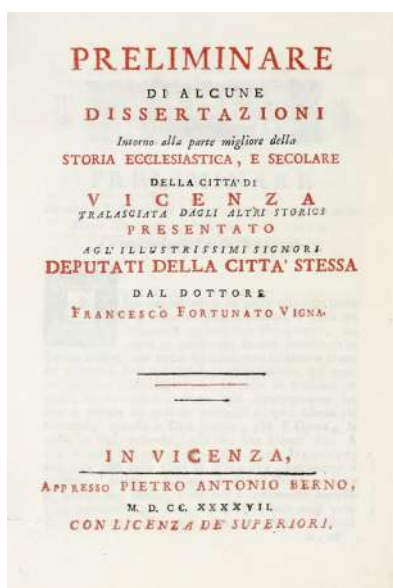 PRELIMINARE
DI ALCUNE
DISSERTAZIONI
Intorno alla parte migliore della
STORIA ECCLESIASTICA, E SECOLARE
DELLA CITTA' DI
VICENZA
TRALASCIATA DAGLI ALTRI STORICI
PRESENTATO
AGL' ILLUSTRISSIMI SIGNORI
DEPUTATI DELLA CITTA' STESSA
DAL DOTTORE
FRANCESCO FORTUNATO VIGNA.
IN VICENZA,
APPRESSO PIETRO ANTONIO BERNO,
M. D. CC. XXXXVII.
CON LICENZA DE' SUPERIORI.